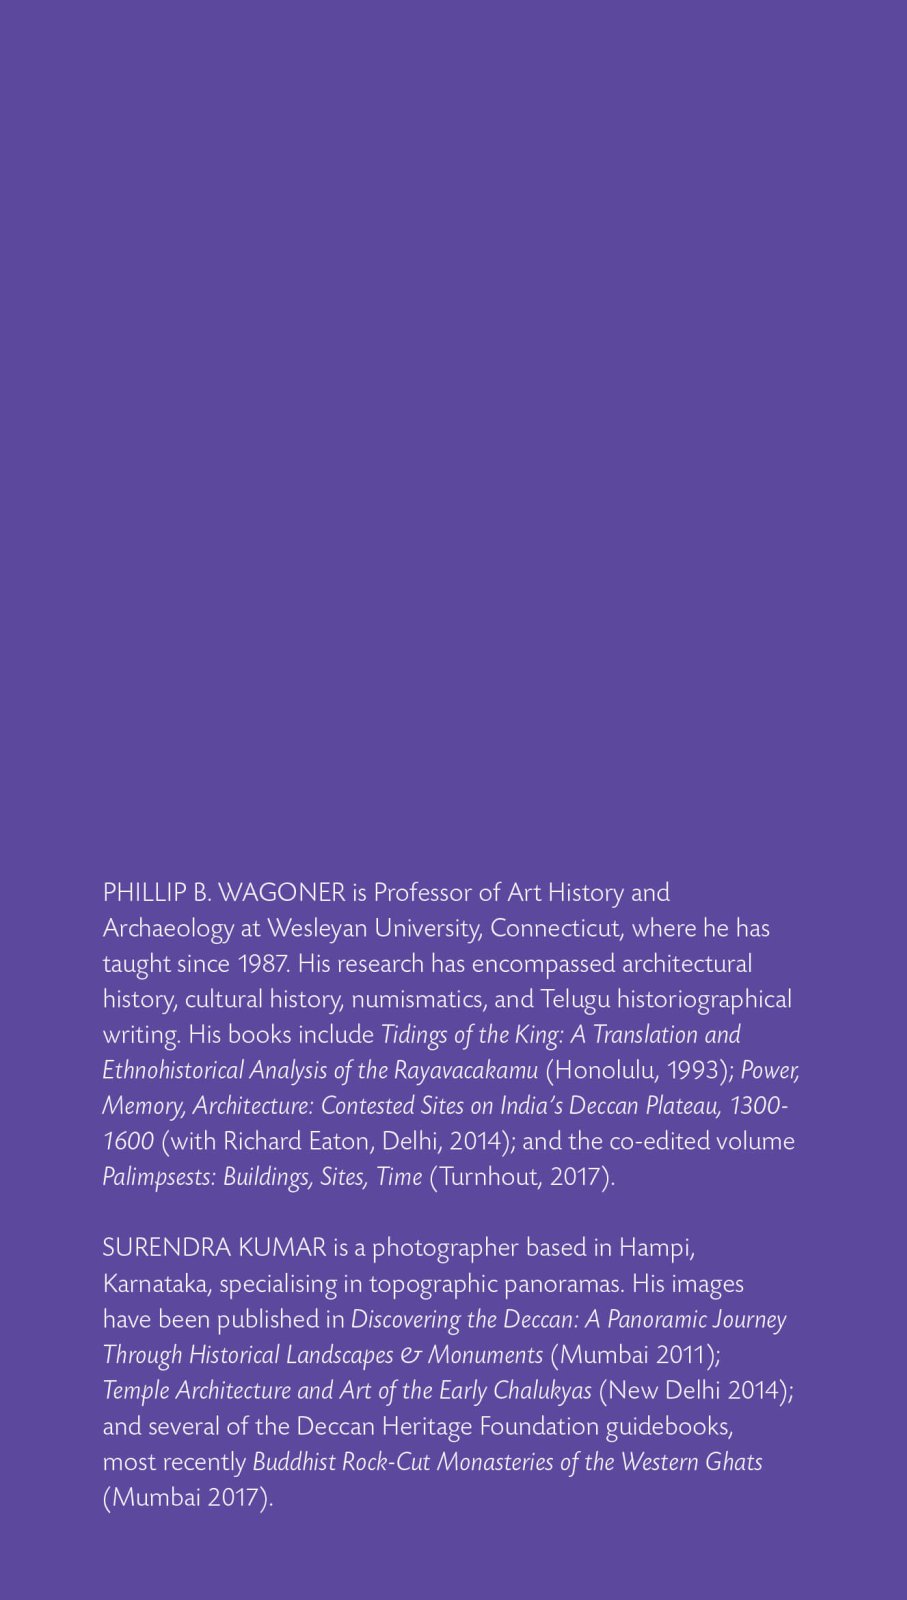 PHILLIP B. WAGONER is Professor of Art History and
Archaeology at Wesleyan University, Connecticut, where he has
taught since 1987. His research has encompassed architectural
history, cultural history, numismatics, and Telugu historiographical
writing. His books include Tidings of the King: A Translation and
Ethnohistorical Analysis of the Rayavacakamu (Honolulu, 1993); Power,
Memory, Architecture: Contested Sites on India’s Deccan Plateau, 1300-
1600 (with Richard Eaton, Delhi, 2014); and the co-edited volume
Palimpsests: Buildings, Sites, Time (Turnhout, 2017).
SURENDRA KUMAR is a photographer based in Hampi,
Karnataka, specialising in topographic panoramas. His images
have been published in Discovering the Deccan: A Panoramic Journey
Through Historical Landscapes & Monuments (Mumbai 2011);
Temple Architecture and Art of the Early Chalukyas (New Delhi 2014);
and several of the Deccan Heritage Foundation guidebooks,
most recently Buddhist Rock-Cut Monasteries of the Western Ghats
(Mumbai 2017).